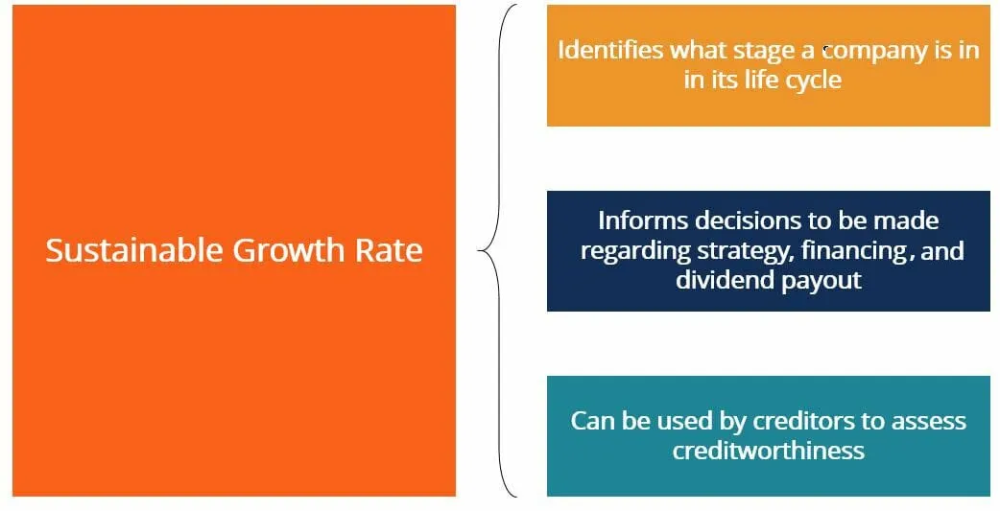 Sustainable Growth Rate
Identifies what stage a company is in
in its life cycle
Informs decisions to be made
regarding strategy, financing, and
dividend payout
Can be used by creditors to assess
creditworthiness